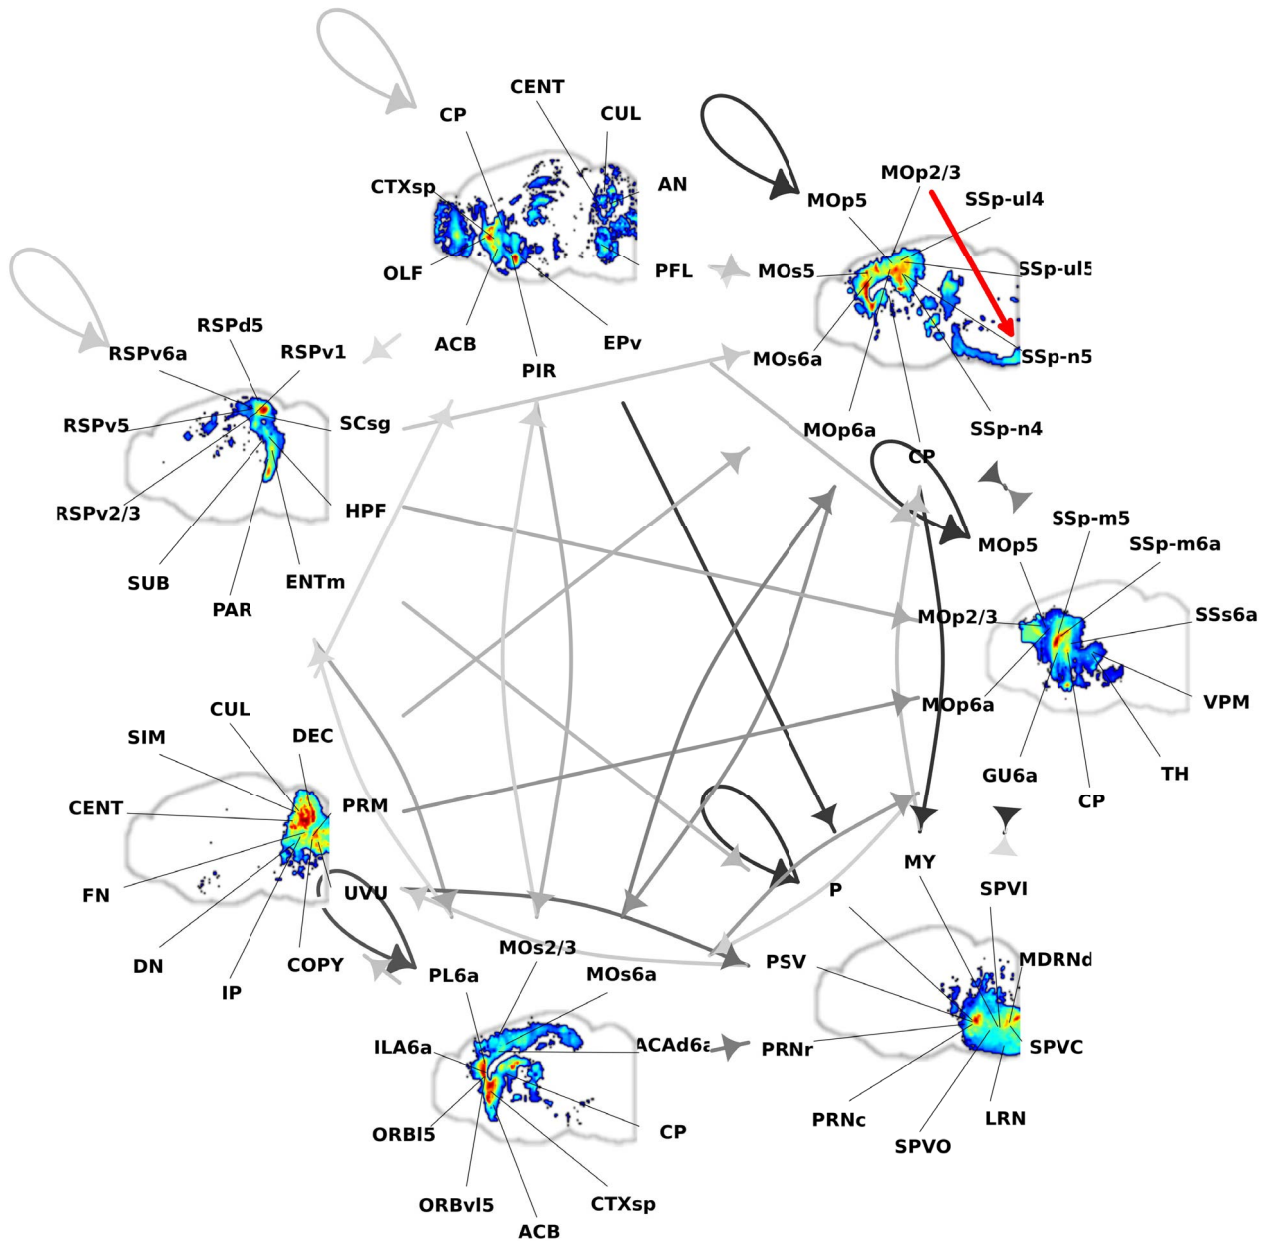 CENT
CP
CUL
CTXsp
AN
OLF
PFL
ACB
EPv
PIR
MOp2/3
MOp5
SSp-ul4
MOs5
SSp-ul5
MOs6a
SSp-n5
MOp6a
SSp-n4
CP
RSPd5
RSPv6a
RSPv1
RSPv5
SCsg
RSPv2/3
HPF
SUB
ENTm
PAR
SSp-m5
MOp5
SSp-m6a
MOp2/3
SSs6a
MOp6a
VPM
GU6a
TH
CP
CUL
SIM
DEC
CENT
PRM
FN
UVU
DN
COPY
IP
MY
P
SPVI
PSV
MDRNd
PRNr
SPVC
PRNc
LRN
SPVO
MOs2/3
PL6a
MOs6a
ILA6a
ACAd6a
ORBl5
CP
ORBvl5
CTXsp
ACB